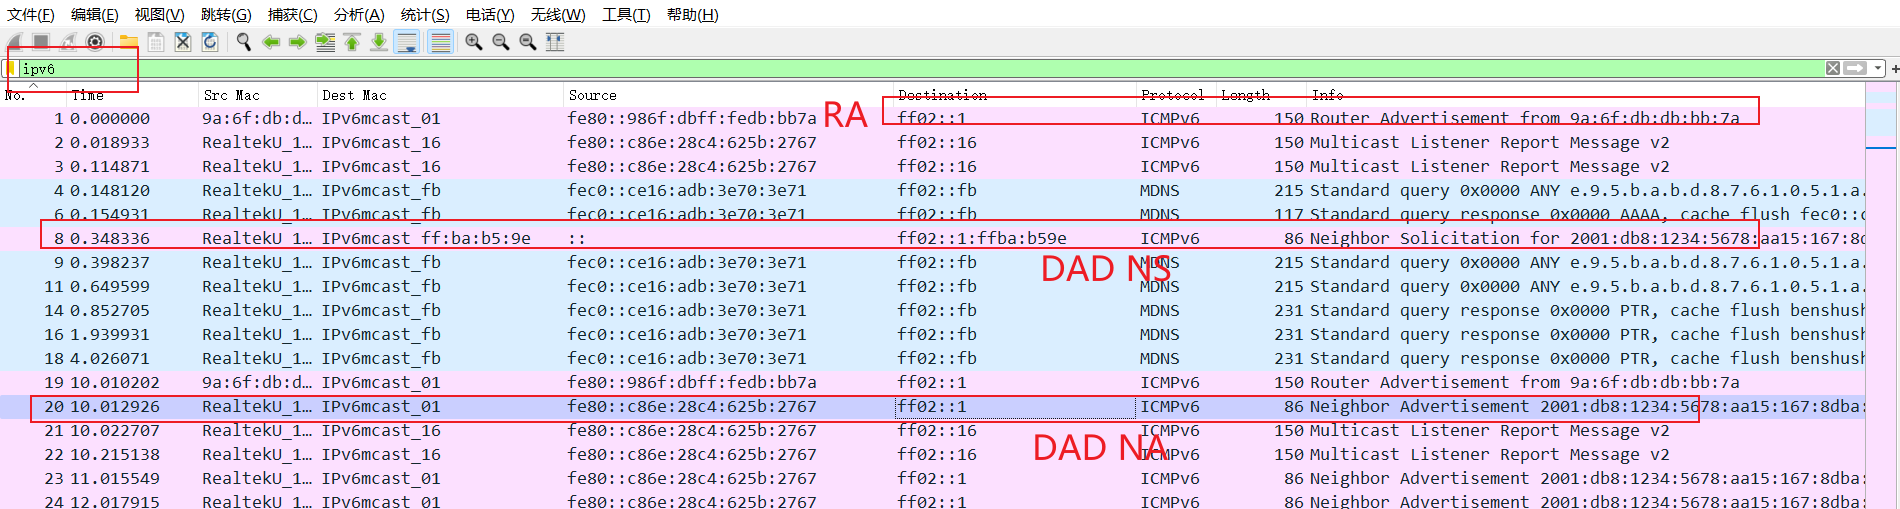 文件(F) 编辑(E) 视图(V) 跳转(G) 捕获(C) 分析(A) 统计(S) 电话(Y) 无线(W) 工具(T) 帮助(H)
ipv6
No. Time Src Mac Dest Mac Source Destination Protocol Length Info
1 0.000000 9a:6f:db:d… IPv6mcast_01 fe80::986f:dbff:fedb:bb7a RA ff02::1 ICMPv6 150 Router Advertisement from 9a:6f:db:db:bb:7a
2 0.018933 RealtekU_1… IPv6mcast_16 fe80::c86e:28c4:625b:2767 ff02::16 ICMPv6 150 Multicast Listener Report Message v2
3 0.114871 RealtekU_1… IPv6mcast_16 fe80::c86e:28c4:625b:2767 ff02::16 ICMPv6 150 Multicast Listener Report Message v2
4 0.148120 RealtekU_1… IPv6mcast_fb fec0::ce16:adb:3e70:3e71 ff02::fb MDNS 215 Standard query 0x0000 ANY e.9.5.b.a.b.d.8.7.6.1.0.5.1.a.
6 0.154931 RealtekU_1… IPv6mcast_fb fec0::ce16:adb:3e70:3e71 ff02::fb MDNS 117 Standard query response 0x0000 AAAA, cache flush fec0::c
8 0.348336 RealtekU_1… IPv6mcast_ff:ba:b5:9e :: ff02::1:ffba:b59e ICMPv6 86 Neighbor Solicitation for 2001:db8:1234:5678:aa15:167:8d
DAD NS
9 0.398237 RealtekU_1… IPv6mcast_fb fec0::ce16:adb:3e70:3e71 ff02::fb MDNS 215 Standard query 0x0000 ANY e.9.5.b.a.b.d.8.7.6.1.0.5.1.a.
11 0.649599 RealtekU_1… IPv6mcast_fb fec0::ce16:adb:3e70:3e71 ff02::fb MDNS 215 Standard query 0x0000 ANY e.9.5.b.a.b.d.8.7.6.1.0.5.1.a.
14 0.852705 RealtekU_1… IPv6mcast_fb fec0::ce16:adb:3e70:3e71 ff02::fb MDNS 231 Standard query response 0x0000 PTR, cache flush benshush
16 1.939931 RealtekU_1… IPv6mcast_fb fec0::ce16:adb:3e70:3e71 ff02::fb MDNS 231 Standard query response 0x0000 PTR, cache flush benshush
18 4.026071 RealtekU_1… IPv6mcast_fb fec0::ce16:adb:3e70:3e71 ff02::fb MDNS 231 Standard query response 0x0000 PTR, cache flush benshush
19 10.010202 9a:6f:db:d… IPv6mcast_01 fe80::986f:dbff:fedb:bb7a ff02::1 ICMPv6 150 Router Advertisement from 9a:6f:db:db:bb:7a
20 10.012926 RealtekU_1… IPv6mcast_01 fe80::c86e:28c4:625b:2767 ff02::1 ICMPv6 86 Neighbor Advertisement 2001:db8:1234:5678:aa15:167:8dba:
21 10.022707 RealtekU_1… IPv6mcast_16 fe80::c86e:28c4:625b:2767 ff02::16 ICMPv6 150 Multicast Listener Report Message v2
DAD NA
22 10.215138 RealtekU_1… IPv6mcast_16 fe80::c86e:28c4:625b:2767 ff02::16 ICMPv6 150 Multicast Listener Report Message v2
23 11.015549 RealtekU_1… IPv6mcast_01 fe80::c86e:28c4:625b:2767 ff02::1 ICMPv6 86 Neighbor Advertisement 2001:db8:1234:5678:aa15:167:8dba:
24 12.017915 RealtekU_1… IPv6mcast_01 fe80::c86e:28c4:625b:2767 ff02::1 ICMPv6 86 Neighbor Advertisement 2001:db8:1234:5678:aa15:167:8dba: